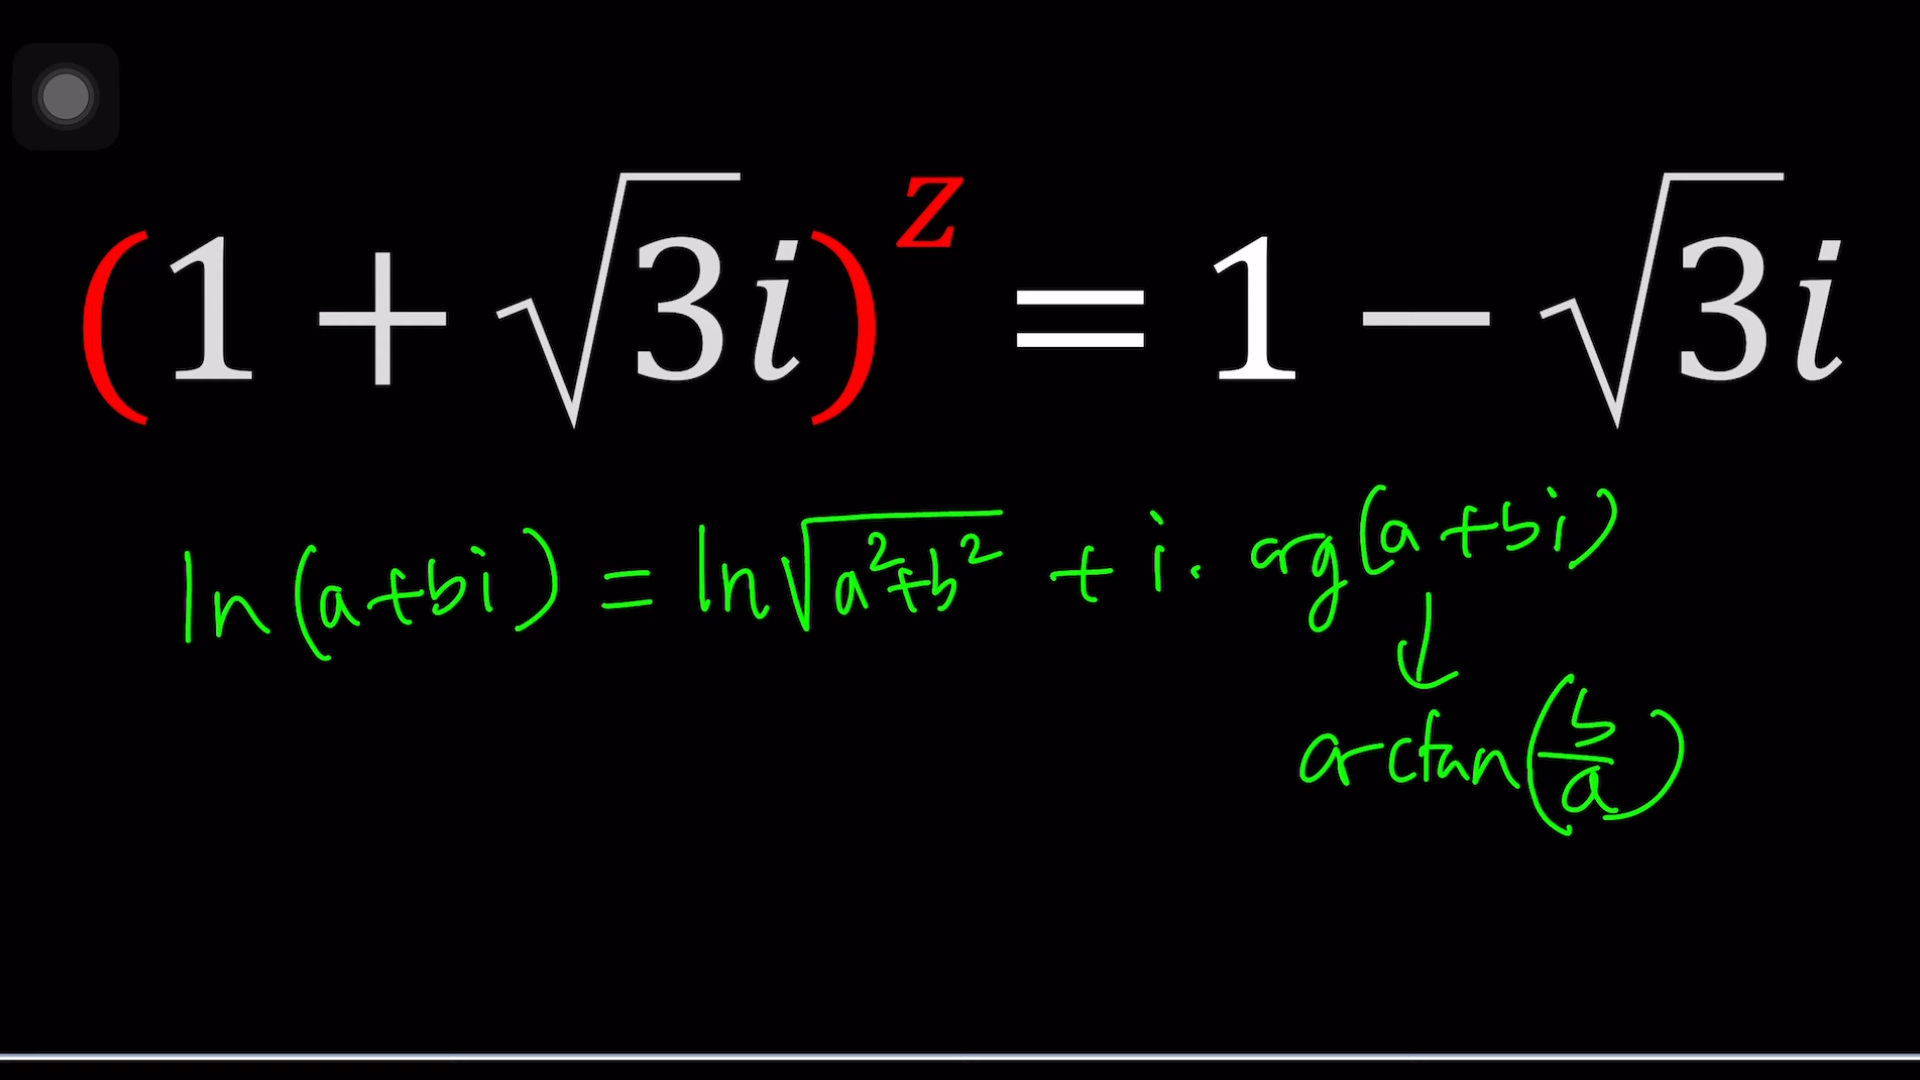 (1 + √3i)^z = 1 − √3i
ln(a+bi) = ln√(a²+b²) + i· arg(a+bi)
↓
arctan(b/a)